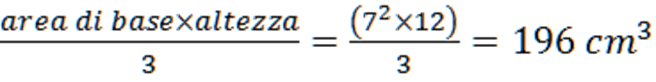 area di base×altezza / 3 = (7²×12) / 3 = 196 cm³